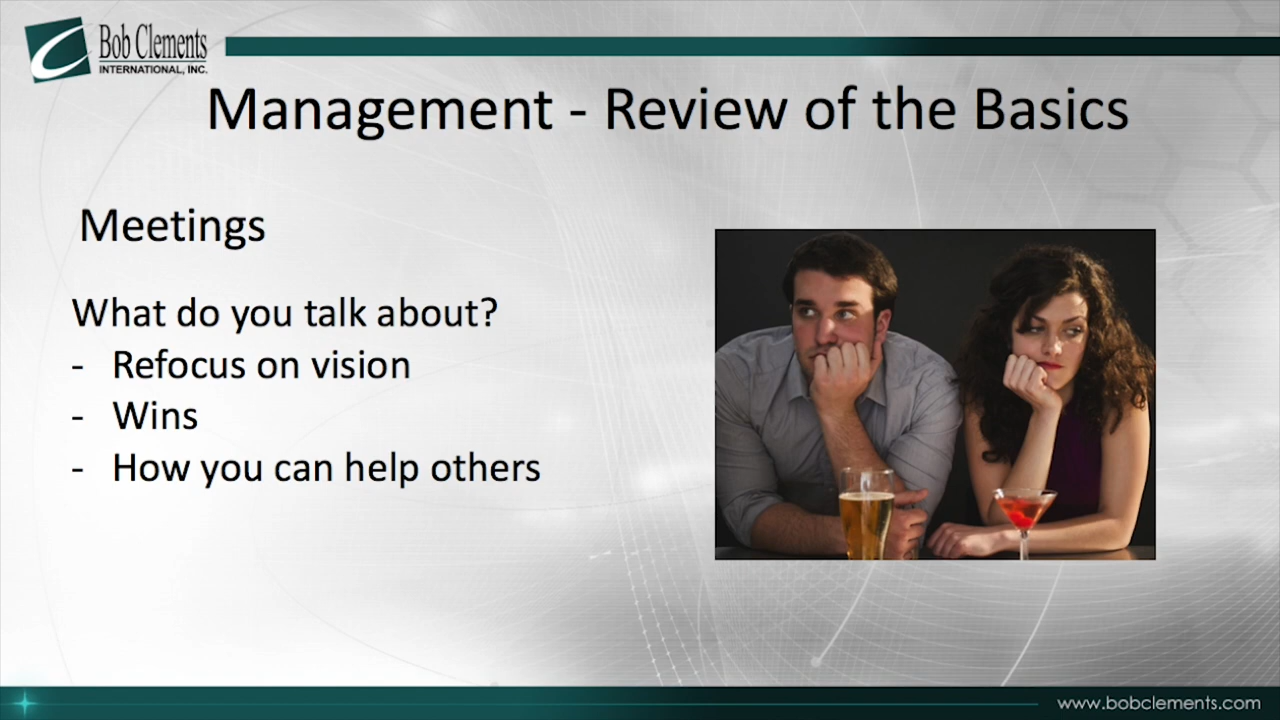 Bob Clements
INTERNATIONAL, INC.
Management - Review of the Basics
Meetings
What do you talk about?
- Refocus on vision
- Wins
- How you can help others
www.bobclements.com